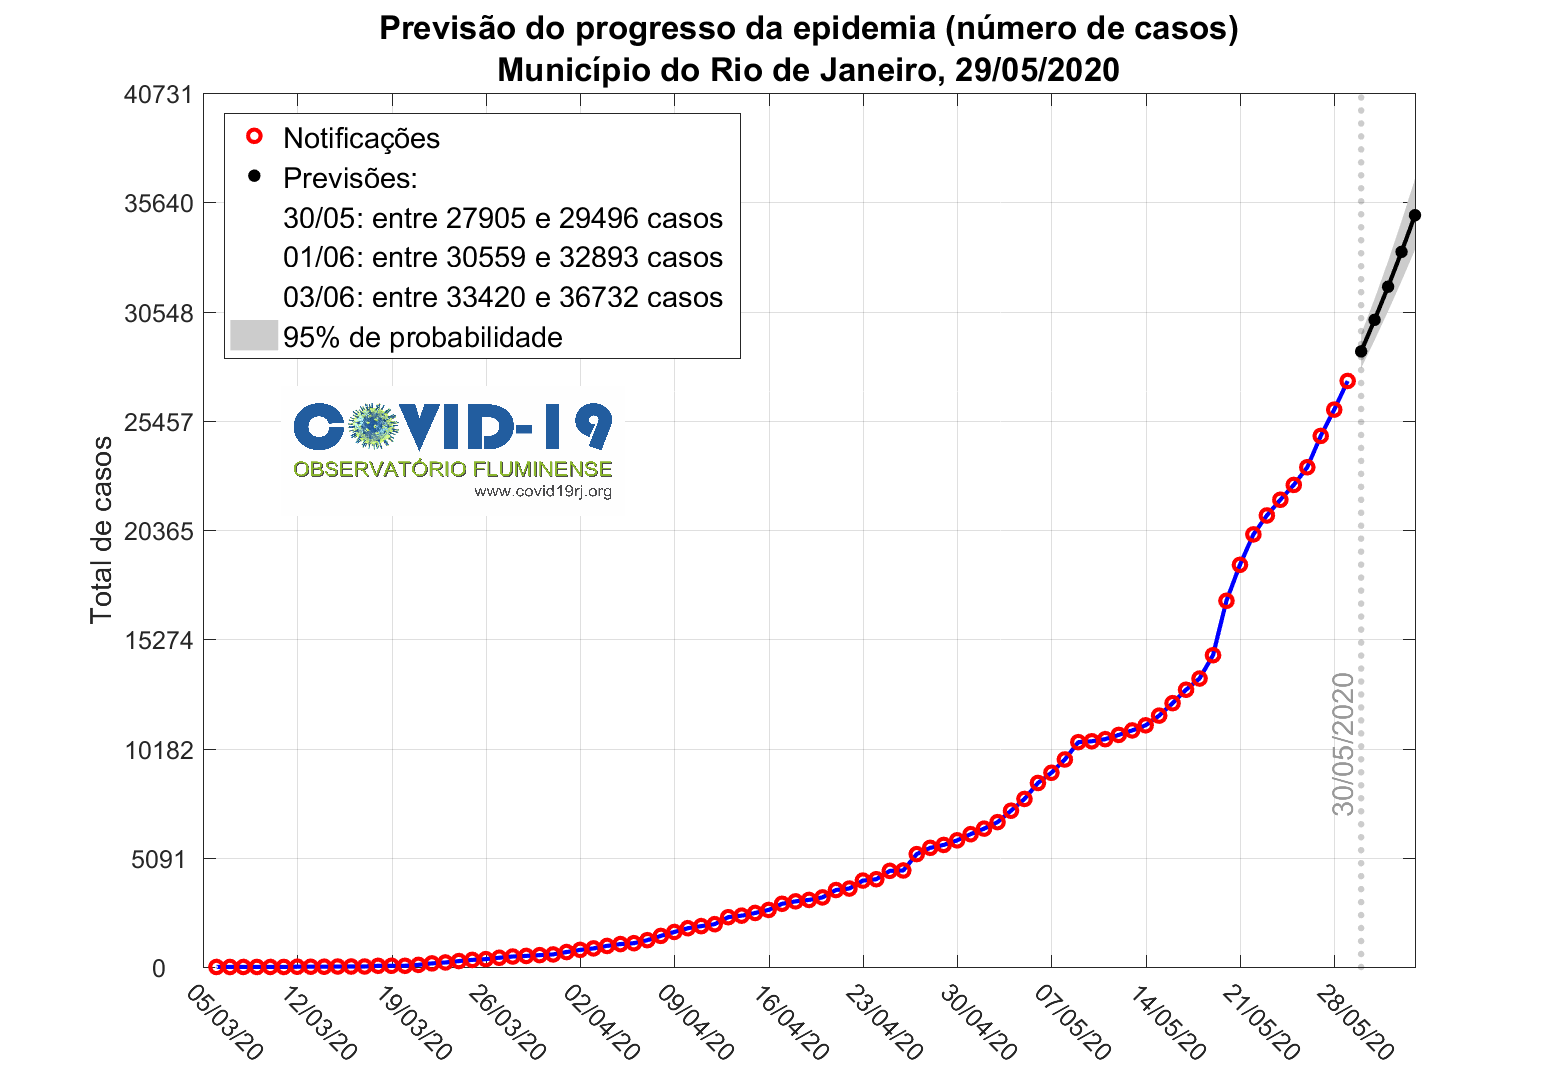 Previsão do progresso da epidemia (número de casos)
Município do Rio de Janeiro, 29/05/2020
40731
35640
30548
25457
20365
15274
10182
5091
0
Total de casos
Notificações
Previsões:
30/05: entre 27905 e 29496 casos
01/06: entre 30559 e 32893 casos
03/06: entre 33420 e 36732 casos
95% de probabilidade
COVID-19
OBSERVATÓRIO FLUMINENSE
www.covid19rj.org
30/05/2020
05/03/20
12/03/20
19/03/20
26/03/20
02/04/20
09/04/20
16/04/20
23/04/20
30/04/20
07/05/20
14/05/20
21/05/20
28/05/20